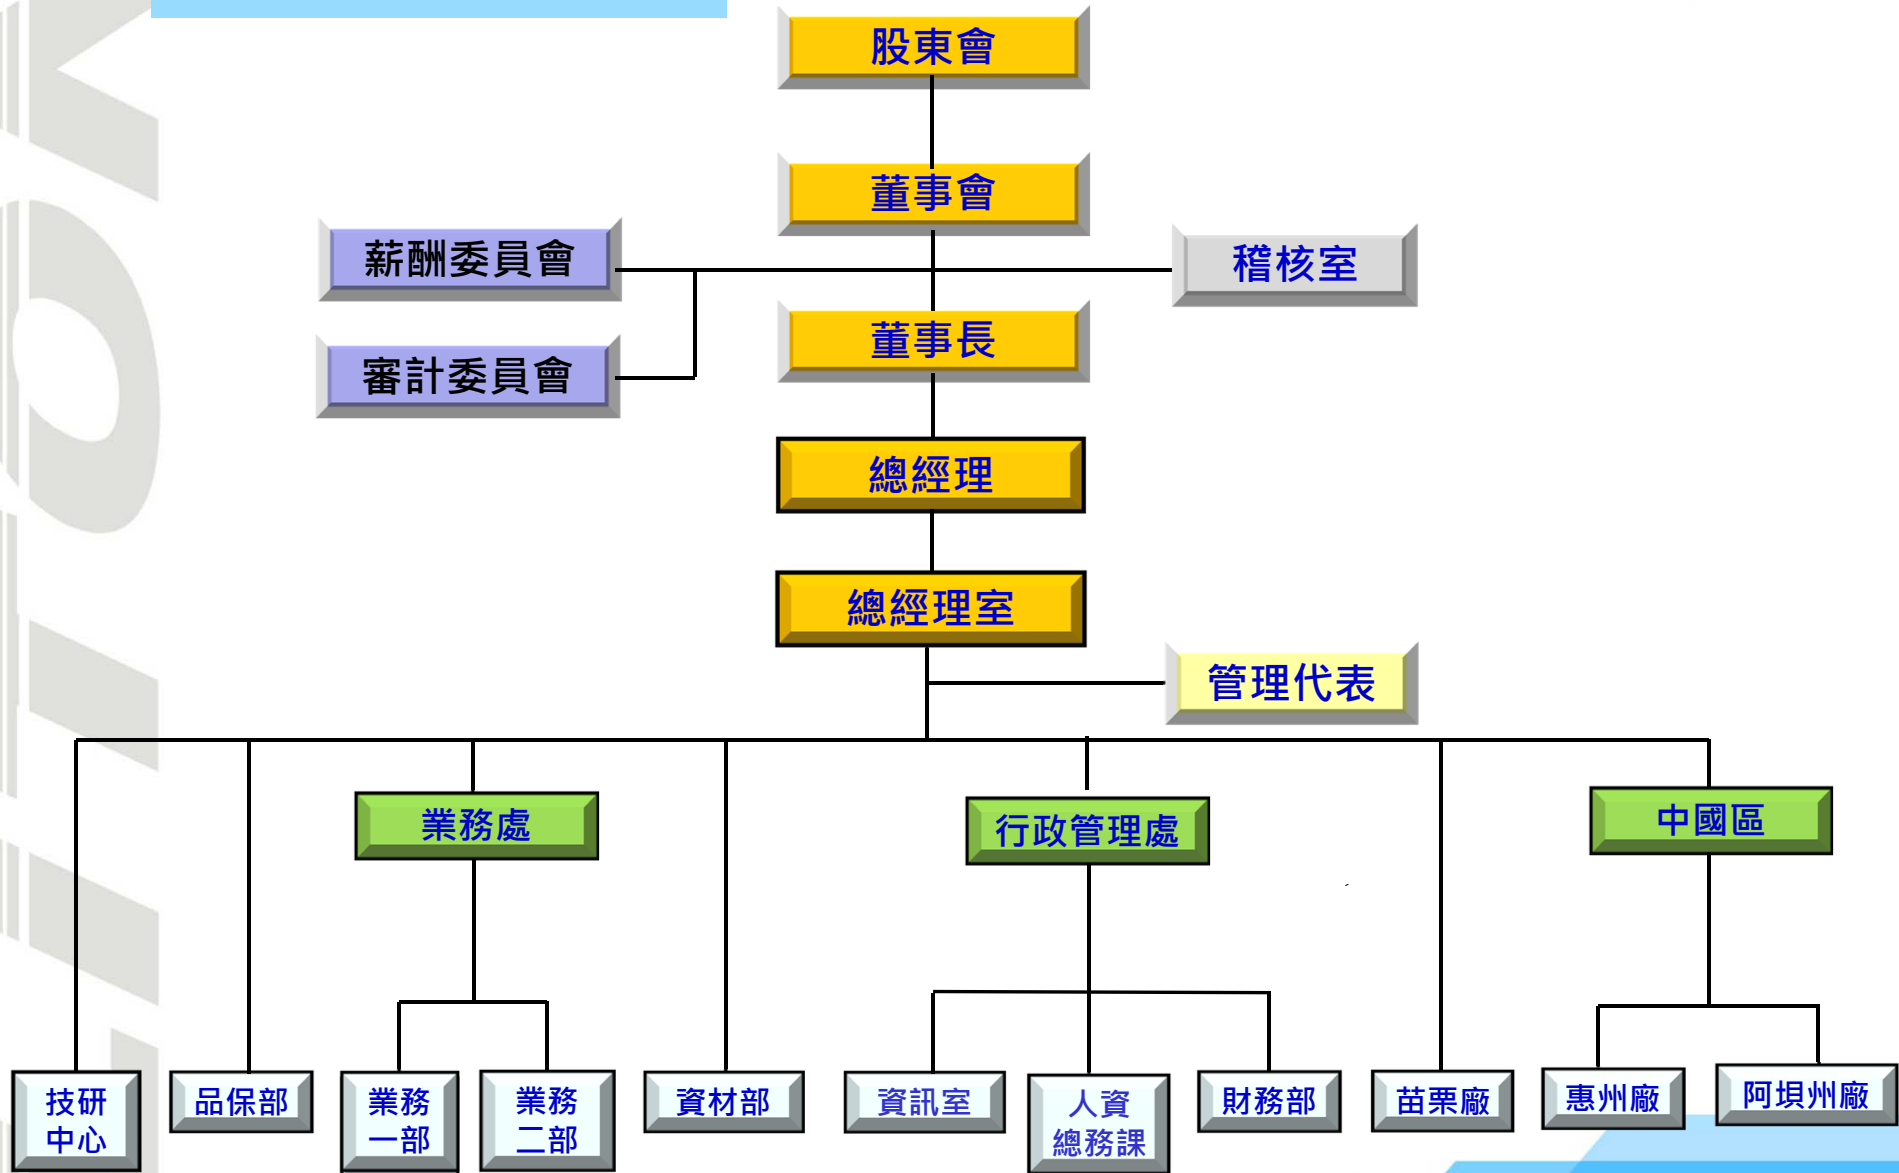 股東會
董事會
薪酬委員會
稽核室
董事長
審計委員會
總經理
總經理室
管理代表
業務處
行政管理處
中國區
技研
中心
品保部
業務
一部
業務
二部
資材部
資訊室
人資
總務課
財務部
苗栗廠
惠州廠
阿垻州廠